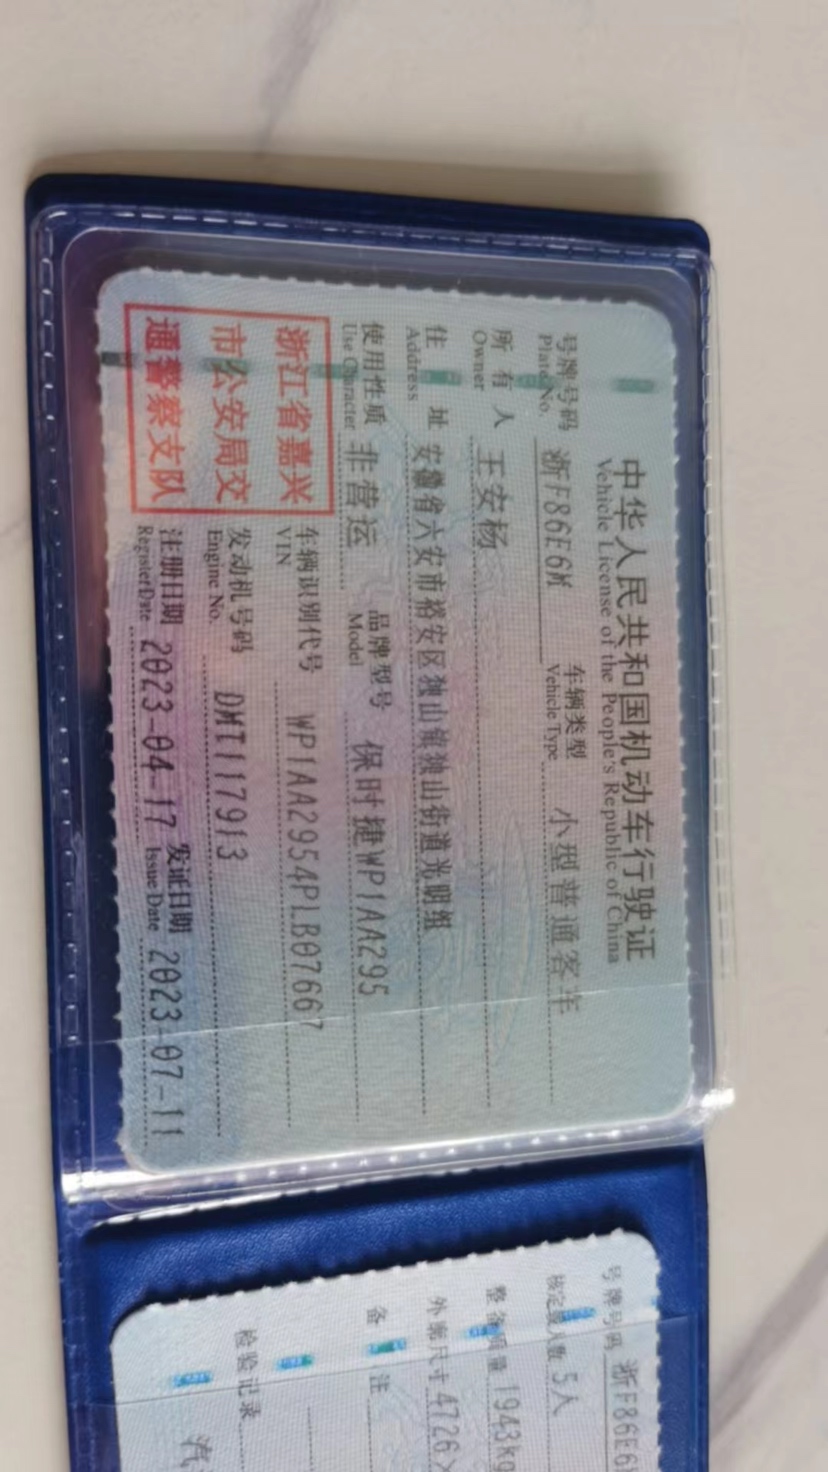 中华人民共和国机动车行驶证
Vehicle License of the People's Republic of China
号牌号码 浙F86E6M 车辆类型 小型普通客车
Plate No. Vehicle Type
所有人 王安杨
Owner
住址 安徽省六安市裕安区独山镇独山街道光明组
Address
使用性质 非营运 品牌型号 保时捷WP1AA295
Use Character Model
浙江省嘉兴
市公安局交
通警察支队
车辆识别代号 WP1AA2954PLB07667
VIN
发动机号码 DMT117913
Engine No.
注册日期 2023-04-17 发证日期 2023-07-11
Register Date Issue Date
号牌号码 浙F86E6
核定载人数 5人
整备质量 1943kg
外廓尺寸 4726×
备注
检验记录
汽